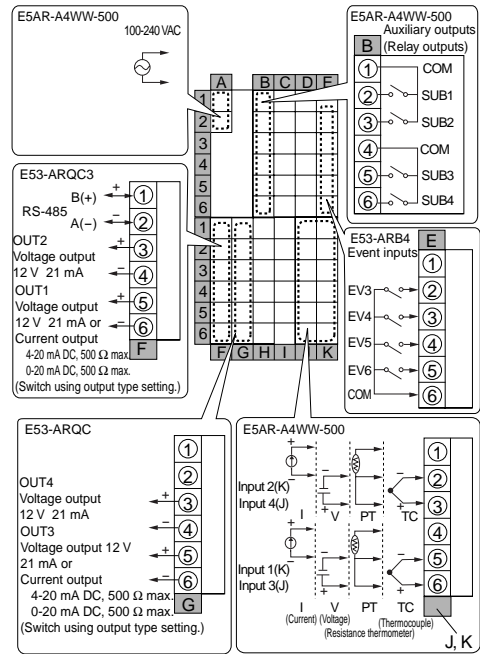 E5AR-A4WW-500
100-240 VAC
E5AR-A4WW-500
Auxiliary outputs
(Relay outputs)
B
1 COM
2 SUB1
3 SUB2
4 COM
5 SUB3
6 SUB4
A B C D E
1
2
3
4
5
6
1
2
3
4
5
6
F G H I J K
E53-ARQC3
RS-485
B(+) + 1
A(−) − 2
OUT2
Voltage output
12 V 21 mA
+ 3
− 4
OUT1
Voltage output
12 V 21 mA or
Current output
4-20 mA DC, 500 Ω max.
0-20 mA DC, 500 Ω max.
(Switch using output type setting.)
+ 5
− 6
F
E53-ARB4
Event inputs
E
1
EV3 2
EV4 3
EV5 4
EV6 5
COM 6
E53-ARQC
1
2
OUT4
Voltage output
12 V 21 mA
+ 3
− 4
OUT3
Voltage output 12 V
21 mA or
Current output
4-20 mA DC, 500 Ω max.
0-20 mA DC, 500 Ω max.
(Switch using output type setting.)
+ 5
− 6
G
E5AR-A4WW-500
Input 2(K)
Input 4(J)
+ − − +
I V PT TC
− +
1
2
3
Input 1(K)
Input 3(J)
+ − − +
I V PT TC
(Current) (Voltage) (Thermocouple)
(Resistance thermometer)
4
5
6
J, K